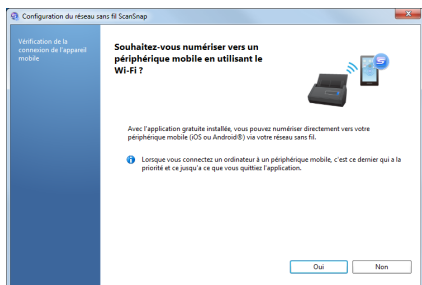 Configuration du réseau sans fil ScanSnap
Vérification de la
connexion de l'appareil
mobile
Souhaitez-vous numériser vers un
périphérique mobile en utilisant le
Wi-Fi ?
Avec l'application gratuite installée, vous pouvez numériser directement vers votre
périphérique mobile (iOS ou Android®) via votre réseau sans fil.
Lorsque vous connectez un ordinateur à un périphérique mobile, c'est ce dernier qui a la
priorité et ce jusqu'a ce que vous quittiez l'application.
Oui
Non